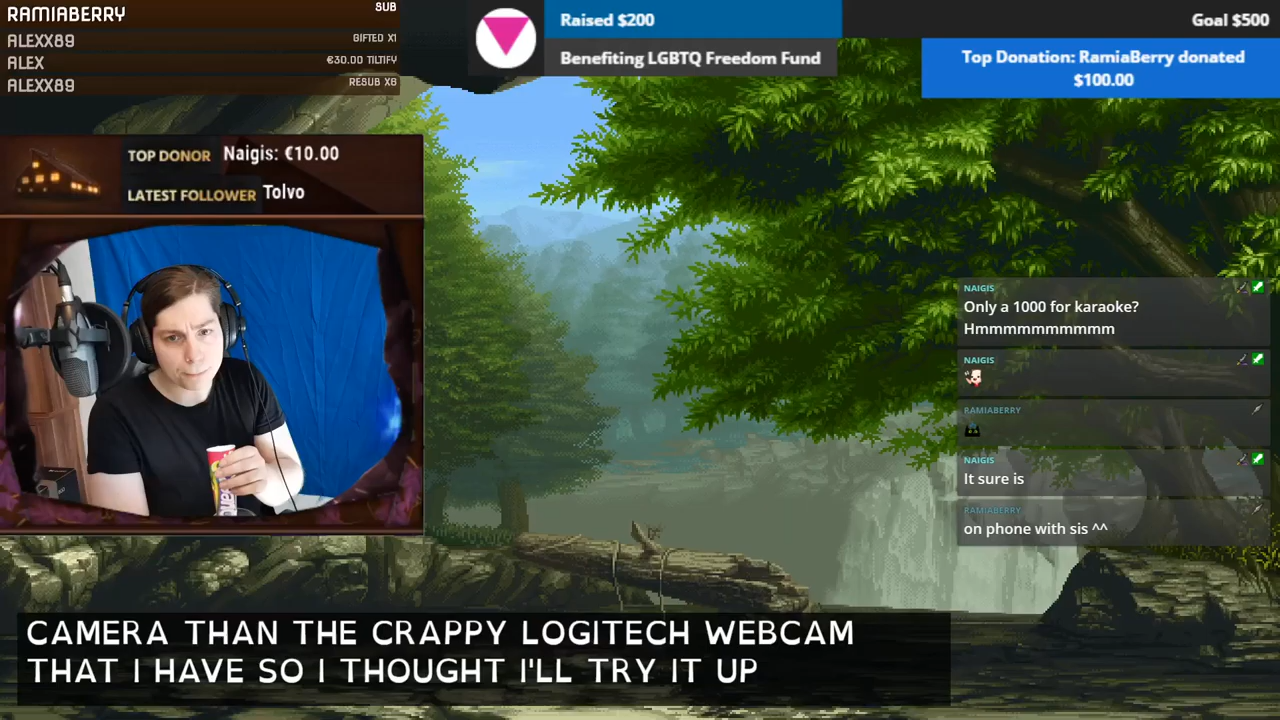 RAMIABERRY SUB
ALEXX89 GIFTED X1
ALEX €30.00 TILTIFY
ALEXX89 RESUB X8
Raised $200
Goal $500
Benefiting LGBTQ Freedom Fund
Top Donation: RamiaBerry donated
$100.00
TOP DONOR Naigis: €10.00
LATEST FOLLOWER Tolvo
NAIGIS
Only a 1000 for karaoke?
Hmmmmmmmmmm
NAIGIS
RAMIABERRY
NAIGIS
It sure is
RAMIABERRY
on phone with sis ^^
CAMERA THAN THE CRAPPY LOGITECH WEBCAM
THAT I HAVE SO I THOUGHT I'LL TRY IT UP